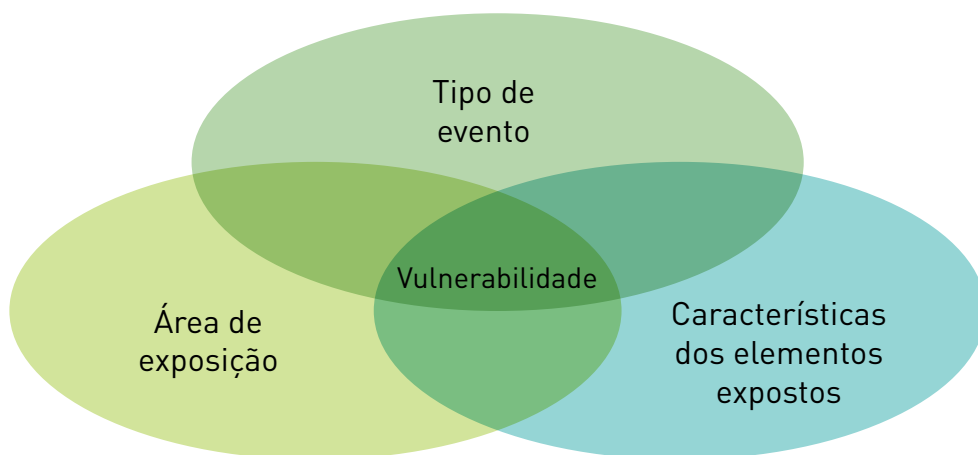 Tipo de
evento
Vulnerabilidade
Área de
exposição
Características
dos elementos
expostos